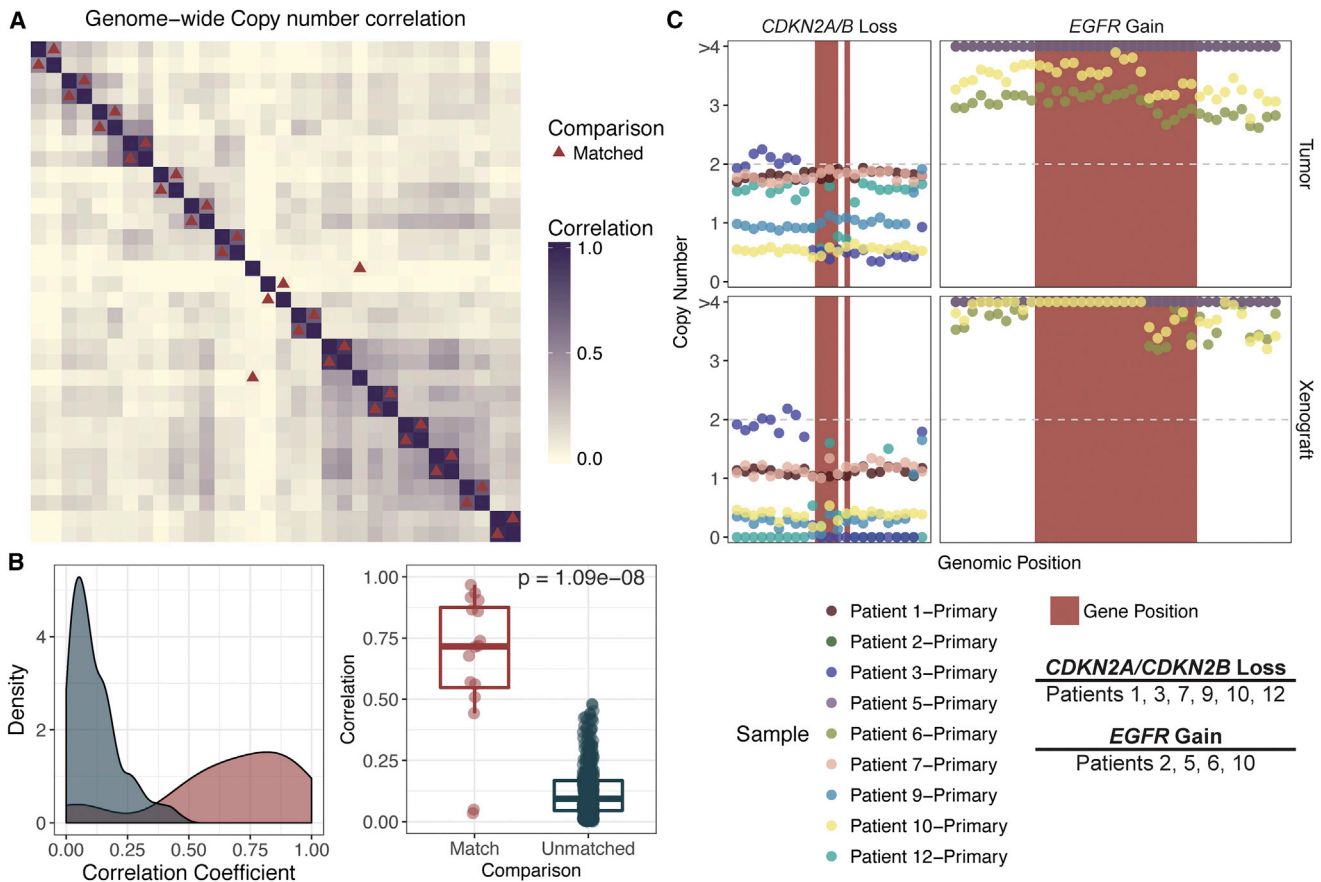 A
Genome-wide Copy number correlation
Comparison
Matched
Correlation
1.0
0.5
0.0
B
Density
4
2
0
0.00
0.25
0.50
0.75
1.00
Correlation Coefficient
Correlation
1.00
0.75
0.50
0.25
0.00
p = 1.09e-08
Match
Unmatched
Comparison
C
CDKN2A/B Loss
EGFR Gain
Copy Number
>4
3
2
1
0
Tumor
>4
3
2
1
0
Xenograft
Genomic Position
Sample
Patient 1-Primary
Patient 2-Primary
Patient 3-Primary
Patient 5-Primary
Patient 6-Primary
Patient 7-Primary
Patient 9-Primary
Patient 10-Primary
Patient 12-Primary
Gene Position
CDKN2A/CDKN2B Loss
Patients 1, 3, 7, 9, 10, 12
EGFR Gain
Patients 2, 5, 6, 10